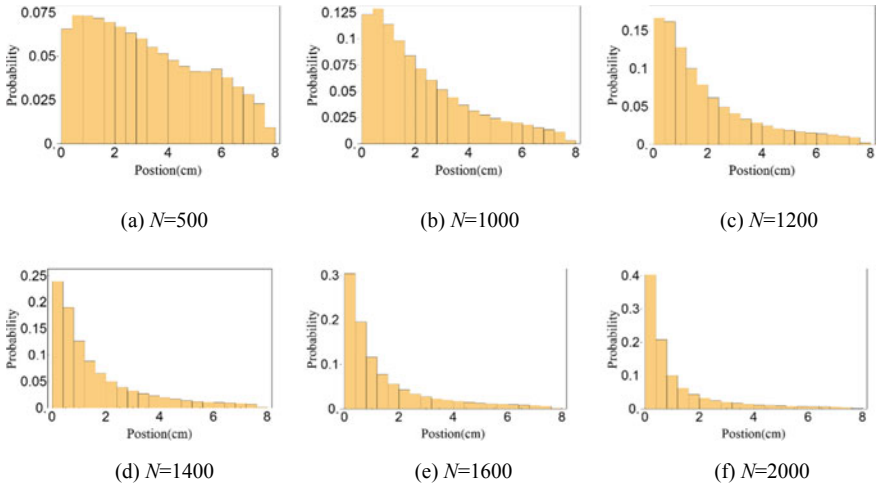 0.075
0.05
0.025
0.
0 2 4 6 8
Probability
Postion(cm)
(a) N=500
0.125
0.1
0.075
0.05
0.025
0.
0 2 4 6 8
Probability
Postion(cm)
(b) N=1000
0.15
0.1
0.05
0.
0 2 4 6 8
Probability
Postion(cm)
(c) N=1200
0.25
0.2
0.15
0.1
0.05
0
0 2 4 6 8
Probability
Postion(cm)
(d) N=1400
0.3
0.2
0.1
0.
0 2 4 6 8
Probability
Postion(cm)
(e) N=1600
0.4
0.3
0.2
0.1
0.
0 2 4 6 8
Probability
Postion(cm)
(f) N=2000